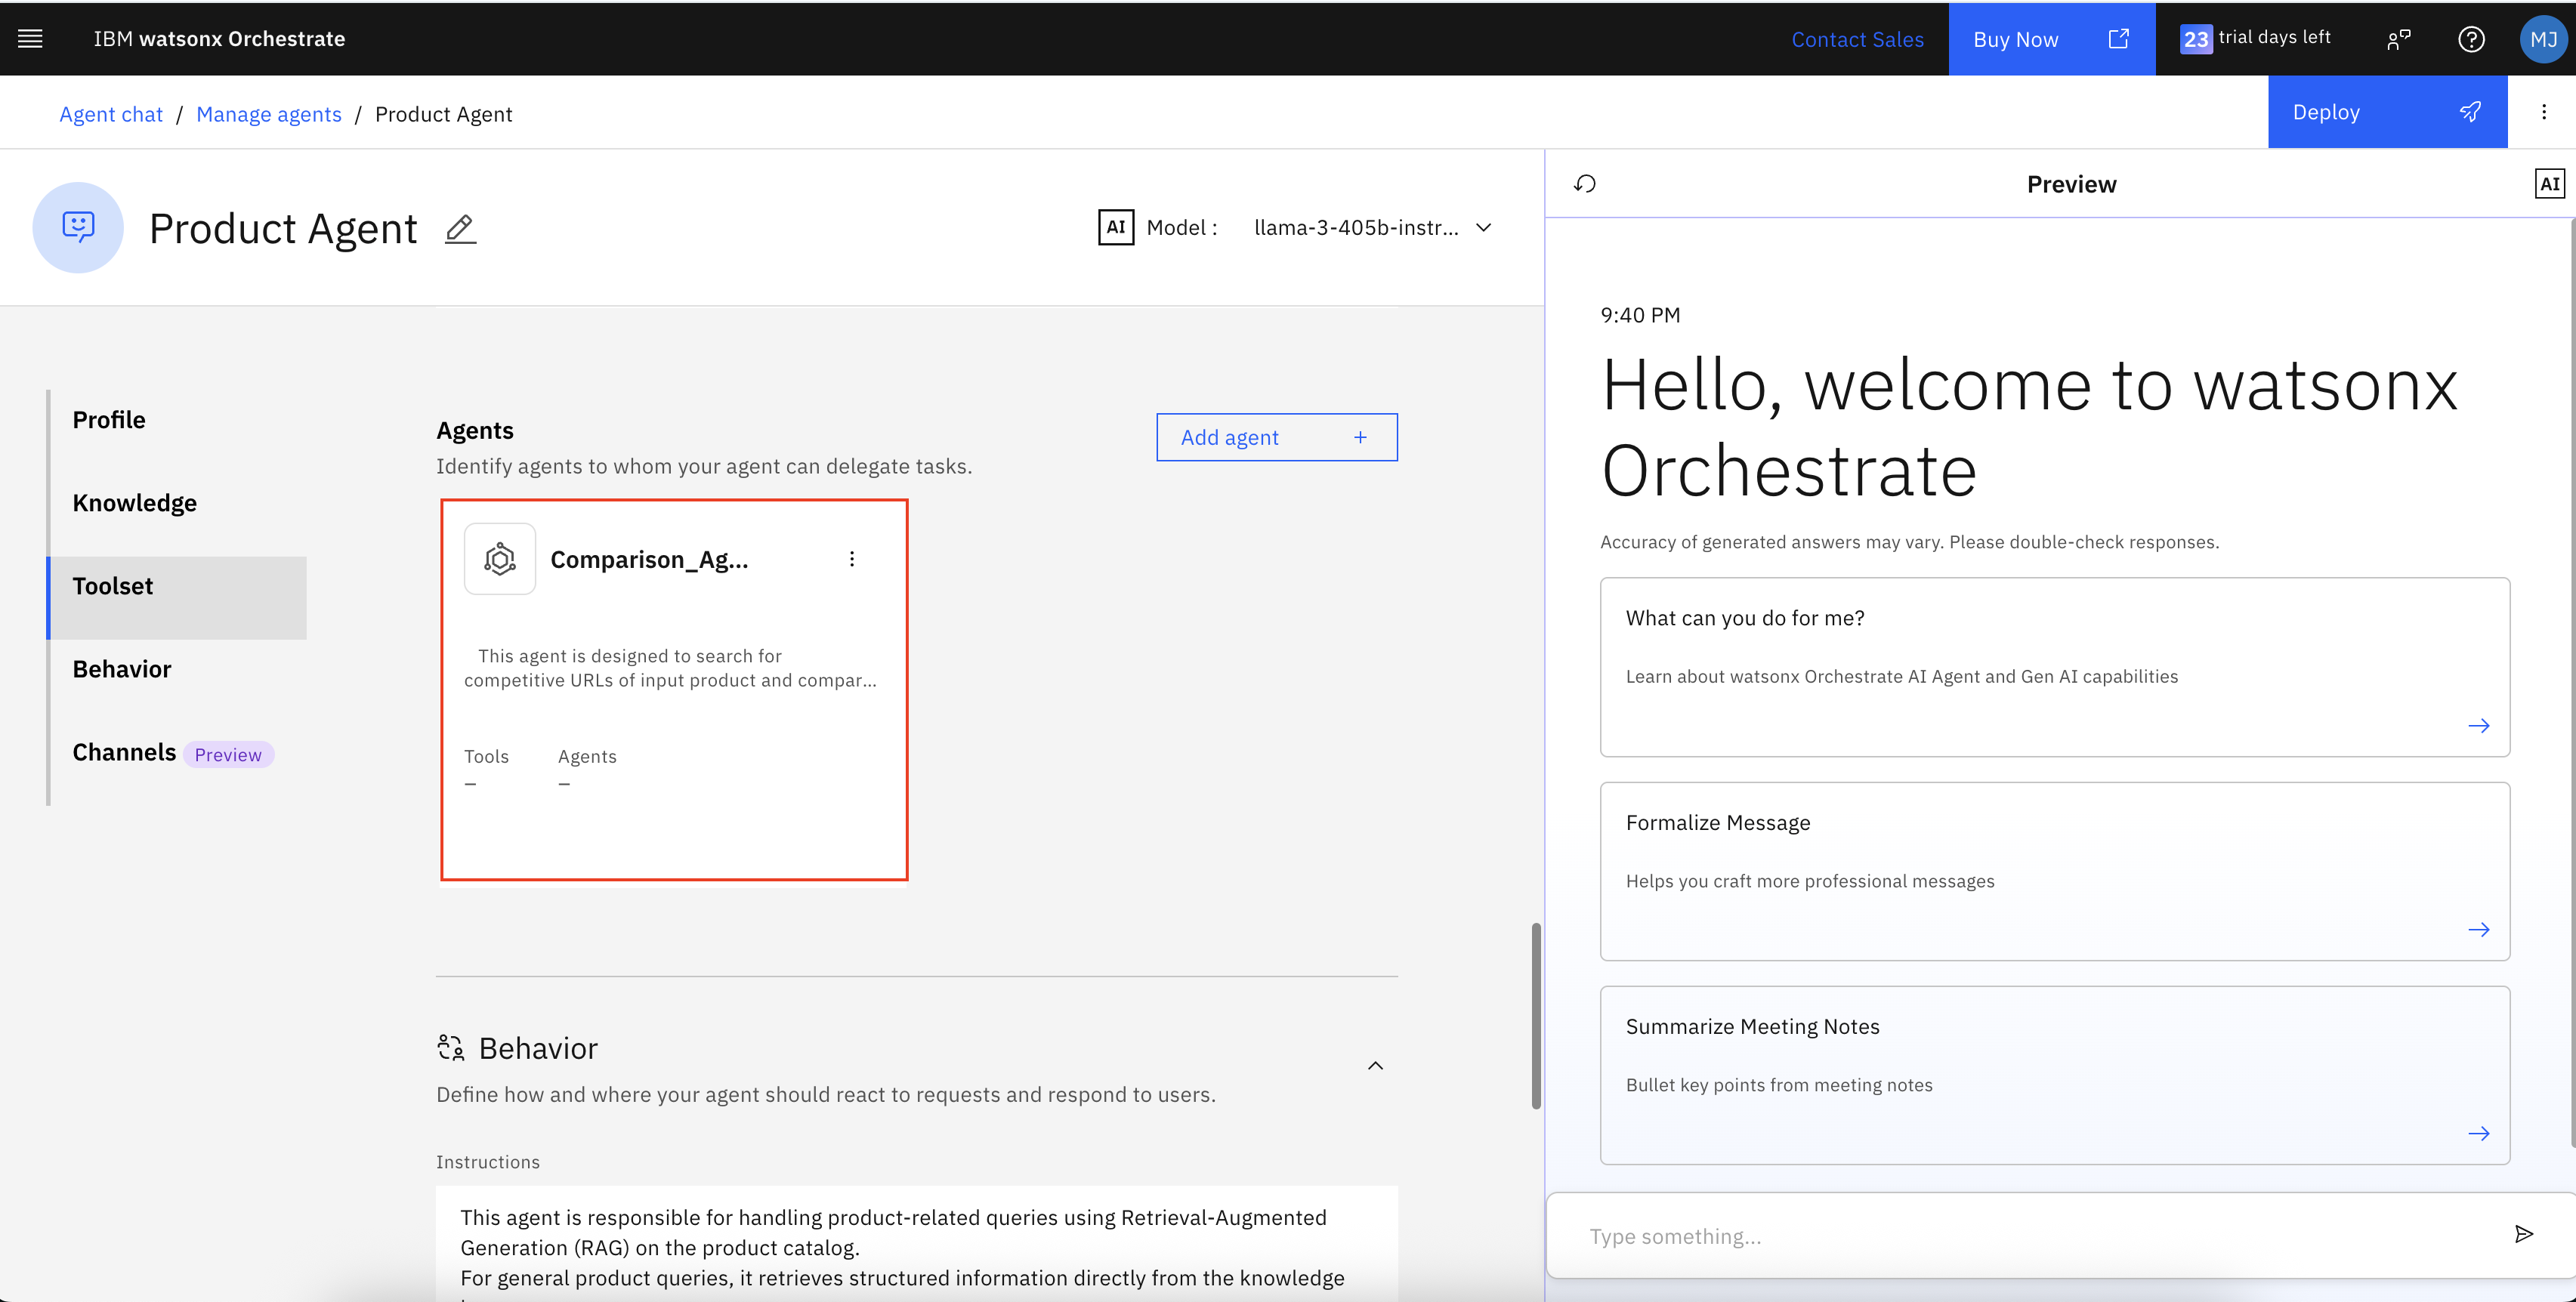 IBM watsonx Orchestrate
Contact Sales
Buy Now
23 trial days left
MJ
Agent chat / Manage agents / Product Agent
Deploy
Product Agent
AI Model : llama-3-405b-instr...
Profile
Knowledge
Toolset
Behavior
Channels Preview
Agents
Identify agents to whom your agent can delegate tasks.
Add agent +
Comparison_Ag...
This agent is designed to search for
competitive URLs of input product and compar...
Tools Agents
– –
Behavior
Define how and where your agent should react to requests and respond to users.
Instructions
This agent is responsible for handling product-related queries using Retrieval-Augmented
Generation (RAG) on the product catalog.
For general product queries, it retrieves structured information directly from the knowledge
Preview
AI
9:40 PM
Hello, welcome to watsonx
Orchestrate
Accuracy of generated answers may vary. Please double-check responses.
What can you do for me?
Learn about watsonx Orchestrate AI Agent and Gen AI capabilities
Formalize Message
Helps you craft more professional messages
Summarize Meeting Notes
Bullet key points from meeting notes
Type something...